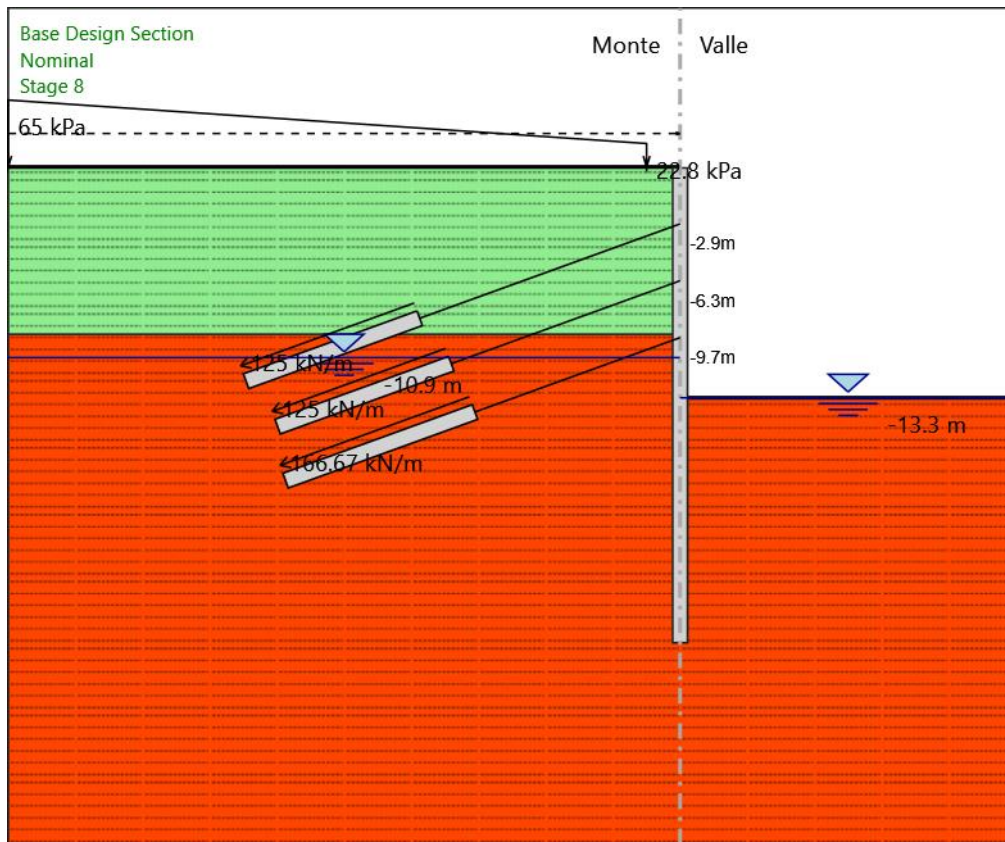 Base Design Section
Nominal
Stage 8
Monte
Valle
65 kPa
22.8 kPa
-2.9m
-6.3m
-9.7m
125 kN/m
-10.9 m
125 kN/m
-13.3 m
166.67 kN/m